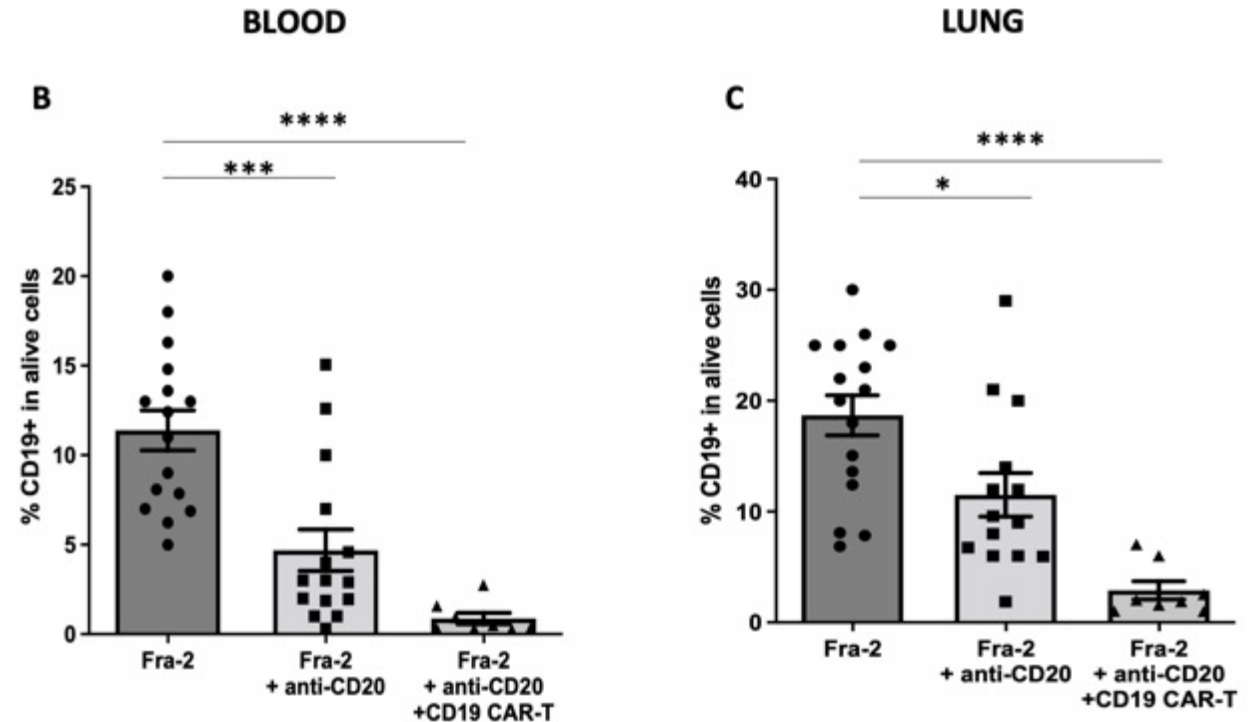 BLOOD
LUNG
B
****
***
25
20
15
10
5
0
% CD19+ in alive cells
Fra-2
Fra-2
+ anti-CD20
Fra-2
+ anti-CD20
+CD19 CAR-T
C
****
*
40
30
20
10
0
% CD19+ in alive cells
Fra-2
Fra-2
+ anti-CD20
Fra-2
+ anti-CD20
+CD19 CAR-T